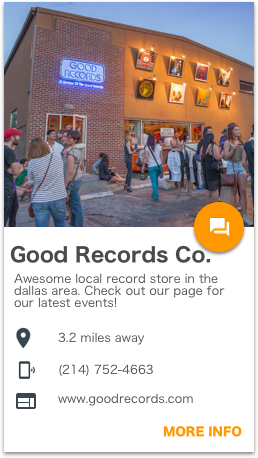 GOOD
RECORDS
Good Records Co.
Awesome local record store in the
dallas area. Check out our page for
our latest events!
3.2 miles away
(214) 752-4663
www.goodrecords.com
MORE INFO